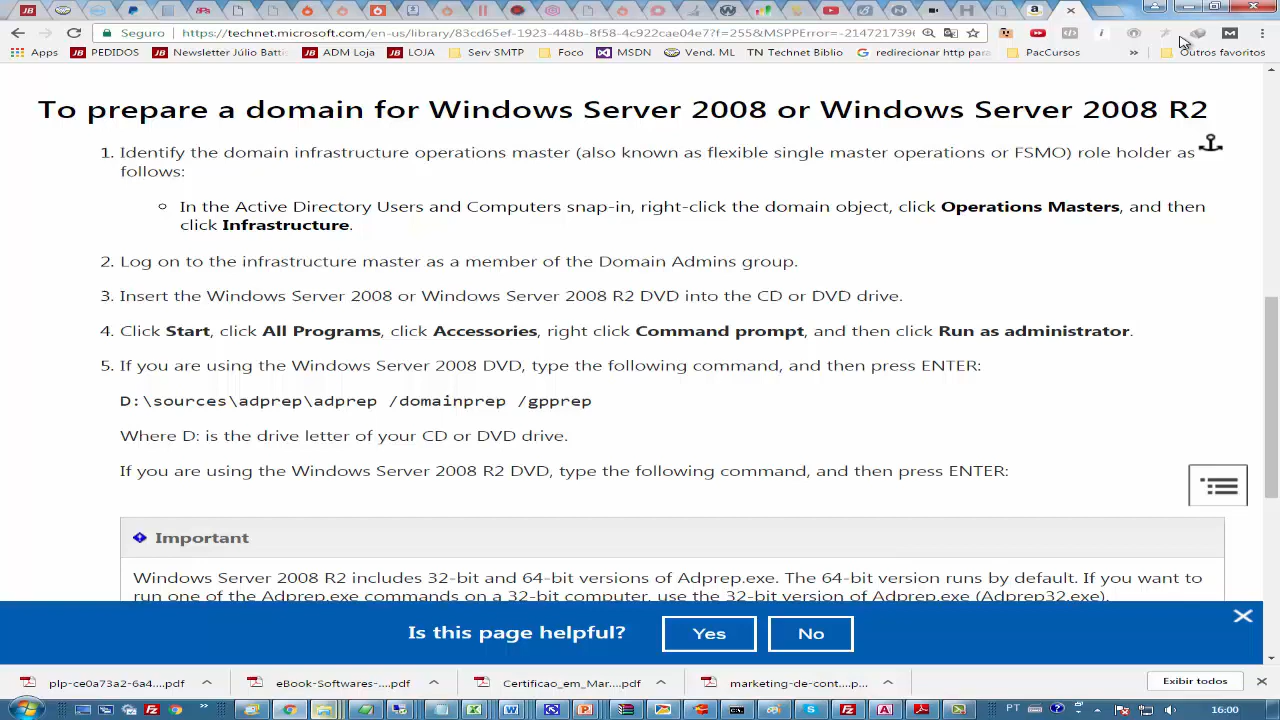 Seguro
https://technet.microsoft.com/en-us/library/83cd65ef-1923-448b-8f58-4c922cae04e7?f=255&MSPPError=-2147217396
Apps PEDIDOS Newsletter Júlio Batti ADN Loja LOJA Serv SMTP Foco MSDN Vend. ML TN Technet Biblio redirecionar http para PacCursos » Outros favoritos
To prepare a domain for Windows Server 2008 or Windows Server 2008 R2
1. Identify the domain infrastructure operations master (also known as flexible single master operations or FSMO) role holder as
follows:
In the Active Directory Users and Computers snap-in, right-click the domain object, click Operations Masters, and then
click Infrastructure.
2. Log on to the infrastructure master as a member of the Domain Admins group.
3. Insert the Windows Server 2008 or Windows Server 2008 R2 DVD into the CD or DVD drive.
4. Click Start, click All Programs, click Accessories, right click Command prompt, and then click Run as administrator.
5. If you are using the Windows Server 2008 DVD, type the following command, and then press ENTER:
D:\sources\adprep\adprep /domainprep /gpprep
Where D: is the drive letter of your CD or DVD drive.
If you are using the Windows Server 2008 R2 DVD, type the following command, and then press ENTER:
Important
Windows Server 2008 R2 includes 32-bit and 64-bit versions of Adprep.exe. The 64-bit version runs by default. If you want to
run one of the Adprep.exe commands on a 32-bit computer, use the 32-bit version of Adprep.exe (Adprep32.exe).
Is this page helpful? Yes No
plp-ce0a73a2-6a4....pdf eBook-Softwares-....pdf Certificao_em_Mar....pdf marketing-de-cont....p... Exibir todos
PT 16:00